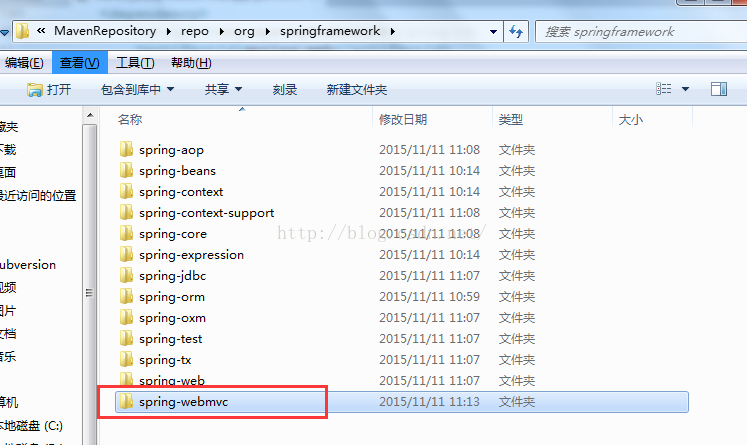 « MavenRepository ▸ repo ▸ org ▸ springframework ▸
搜索 springframework
编辑(E) 查看(V) 工具(T) 帮助(H)
打开 包含到库中 ▼ 共享 ▼ 刻录 新建文件夹
名称 修改日期 类型 大小
spring-aop 2015/11/11 11:08 文件夹
spring-beans 2015/11/11 10:14 文件夹
spring-context 2015/11/11 10:14 文件夹
spring-context-support 2015/11/11 11:08 文件夹
spring-core 2015/11/11 11:08 文件夹
spring-expression 2015/11/11 10:14 文件夹
spring-jdbc 2015/11/11 11:07 文件夹
spring-orm 2015/11/11 10:59 文件夹
spring-oxm 2015/11/11 11:07 文件夹
spring-test 2015/11/11 11:07 文件夹
spring-tx 2015/11/11 11:07 文件夹
spring-web 2015/11/11 11:07 文件夹
spring-webmvc 2015/11/11 11:13 文件夹
藏夹
下载
桌面
最近访问的位置
ubversion
视频
图片
文档
音乐
算机
本地磁盘 (C:)
本地磁盘 (E:)
http://blog.csdn.net/